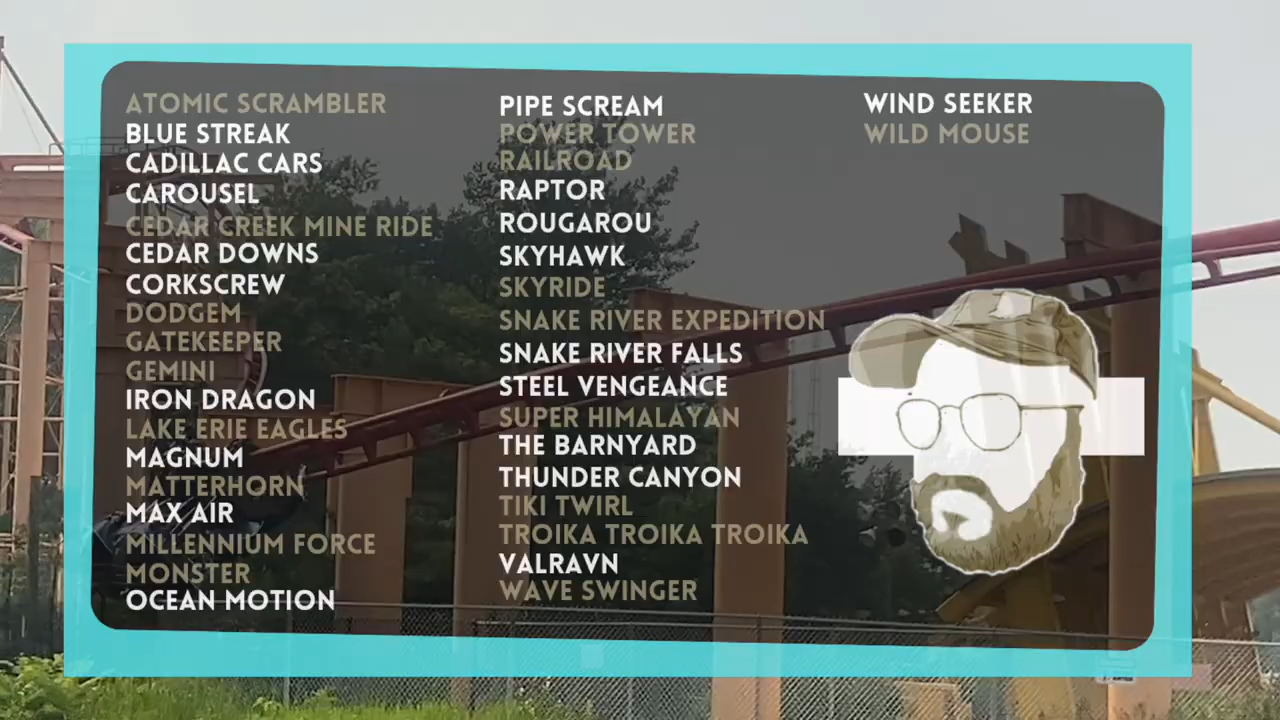 ATOMIC SCRAMBLER
BLUE STREAK
CADILLAC CARS
CAROUSEL
CEDAR CREEK MINE RIDE
CEDAR DOWNS
CORKSCREW
DODGEM
GATEKEEPER
GEMINI
IRON DRAGON
LAKE ERIE EAGLES
MAGNUM
MATTERHORN
MAX AIR
MILLENNIUM FORCE
MONSTER
OCEAN MOTION
PIPE SCREAM
POWER TOWER
RAILROAD
RAPTOR
ROUGAROU
SKYHAWK
SKYRIDE
SNAKE RIVER EXPEDITION
SNAKE RIVER FALLS
STEEL VENGEANCE
SUPER HIMALAYAN
THE BARNYARD
THUNDER CANYON
TIKI TWIRL
TROIKA TROIKA TROIKA
VALRAVN
WAVE SWINGER
WIND SEEKER
WILD MOUSE